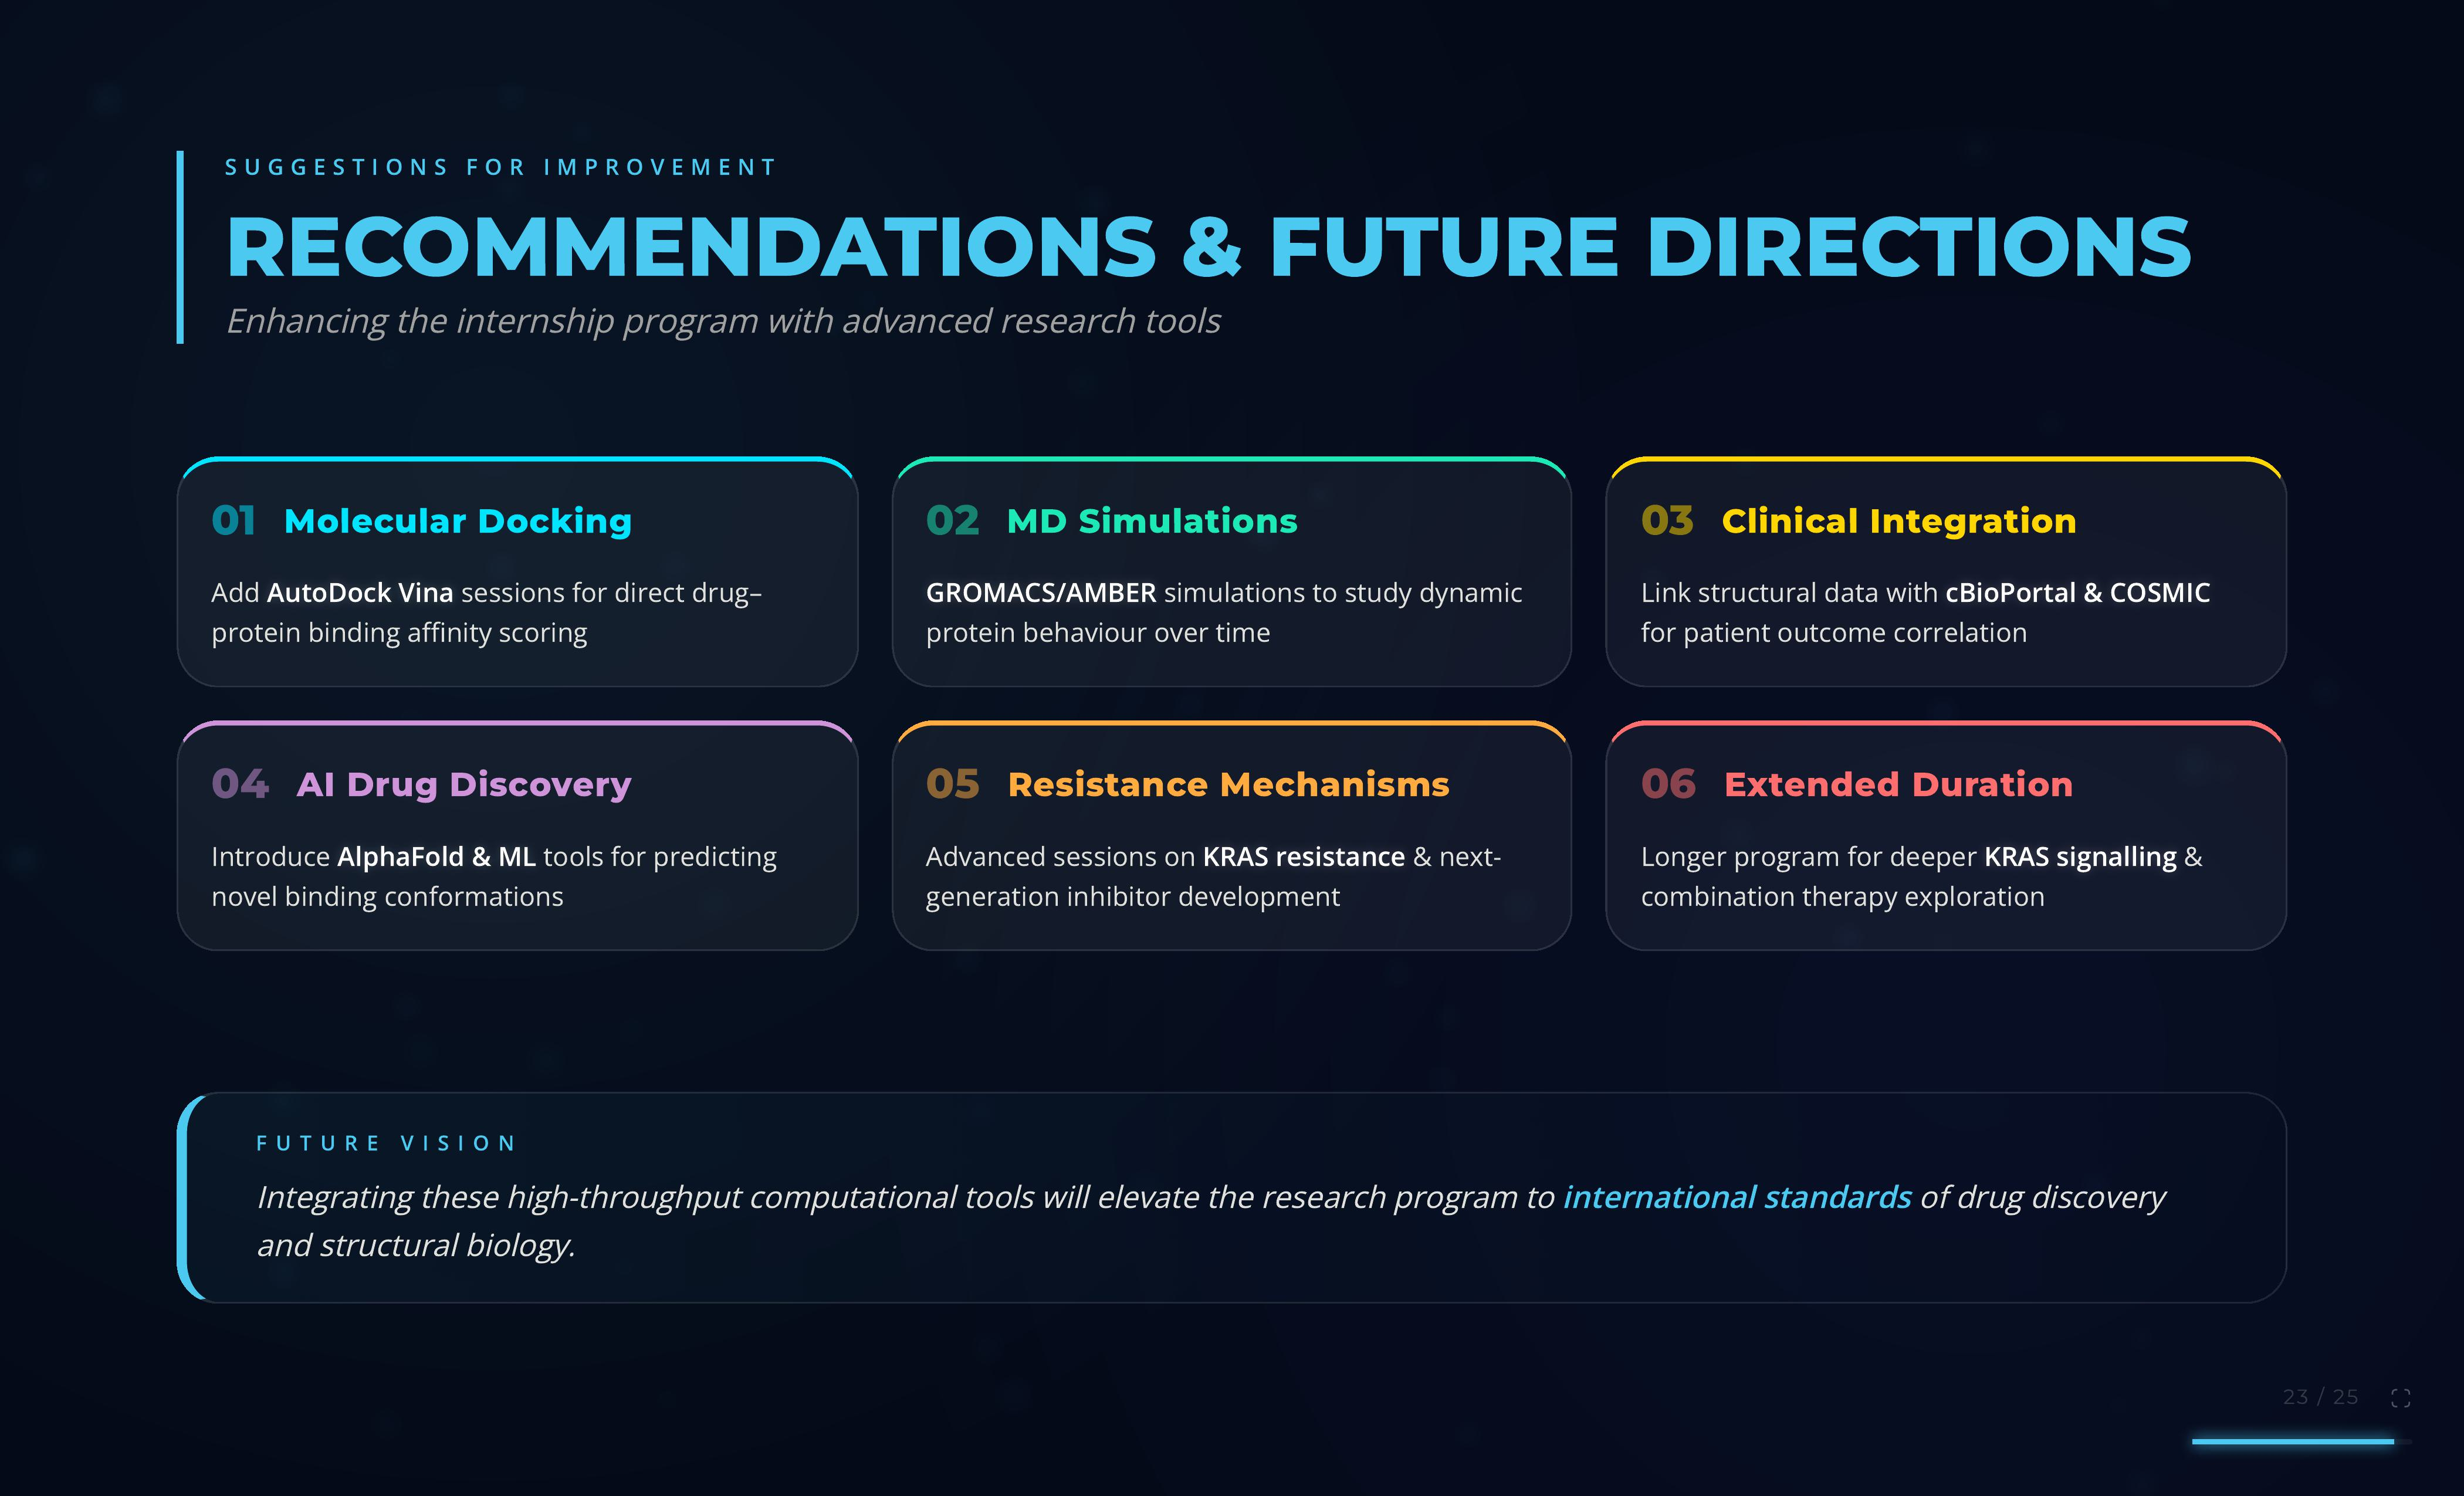 SUGGESTIONS FOR IMPROVEMENT
RECOMMENDATIONS & FUTURE DIRECTIONS
Enhancing the internship program with advanced research tools
01 Molecular Docking
Add AutoDock Vina sessions for direct drug–
protein binding affinity scoring
02 MD Simulations
GROMACS/AMBER simulations to study dynamic
protein behaviour over time
03 Clinical Integration
Link structural data with cBioPortal & COSMIC
for patient outcome correlation
04 AI Drug Discovery
Introduce AlphaFold & ML tools for predicting
novel binding conformations
05 Resistance Mechanisms
Advanced sessions on KRAS resistance & next-
generation inhibitor development
06 Extended Duration
Longer program for deeper KRAS signalling &
combination therapy exploration
FUTURE VISION
Integrating these high-throughput computational tools will elevate the research program to international standards of drug discovery
and structural biology.
23 / 25